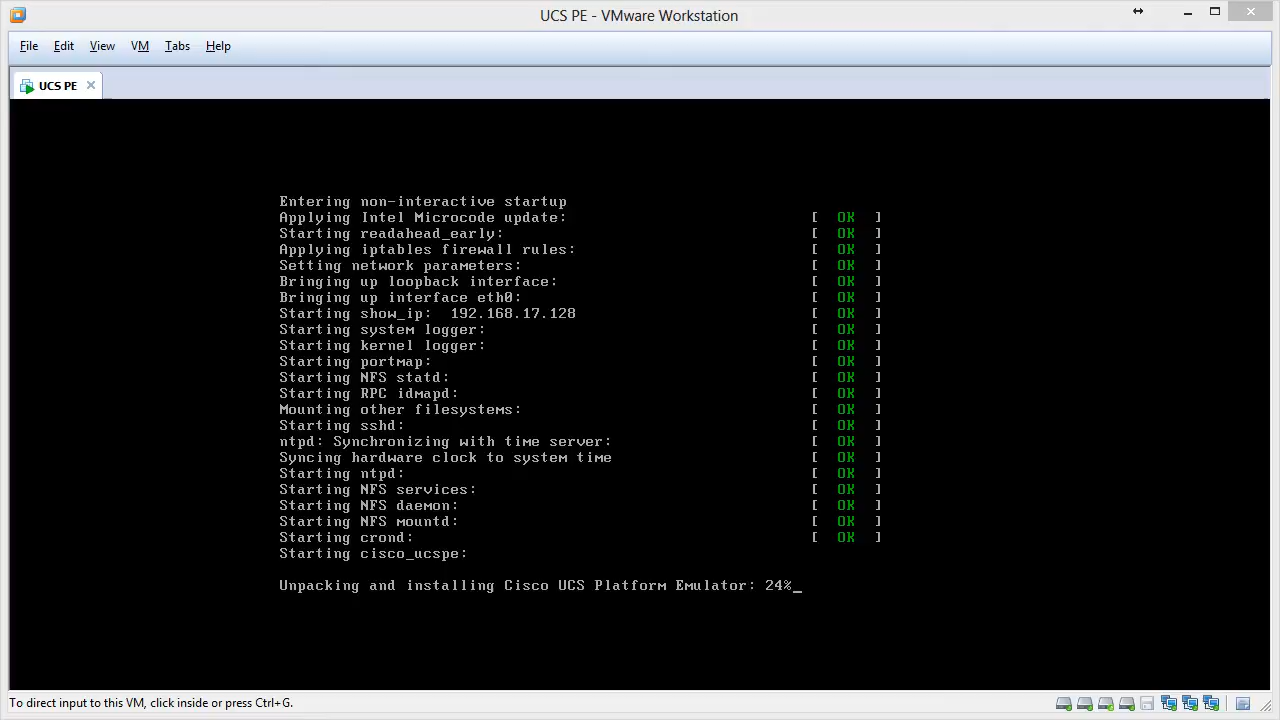 UCS PE - VMware Workstation
File Edit View VM Tabs Help
UCS PE
Entering non-interactive startup
Applying Intel Microcode update: [ OK ]
Starting readahead_early: [ OK ]
Applying iptables firewall rules: [ OK ]
Setting network parameters: [ OK ]
Bringing up loopback interface: [ OK ]
Bringing up interface eth0: [ OK ]
Starting show_ip: 192.168.17.128 [ OK ]
Starting system logger: [ OK ]
Starting kernel logger: [ OK ]
Starting portmap: [ OK ]
Starting NFS statd: [ OK ]
Starting RPC idmapd: [ OK ]
Mounting other filesystems: [ OK ]
Starting sshd: [ OK ]
ntpd: Synchronizing with time server: [ OK ]
Syncing hardware clock to system time [ OK ]
Starting ntpd: [ OK ]
Starting NFS services: [ OK ]
Starting NFS daemon: [ OK ]
Starting NFS mountd: [ OK ]
Starting crond: [ OK ]
Starting cisco_ucspe:
Unpacking and installing Cisco UCS Platform Emulator: 24%_
To direct input to this VM, click inside or press Ctrl+G.